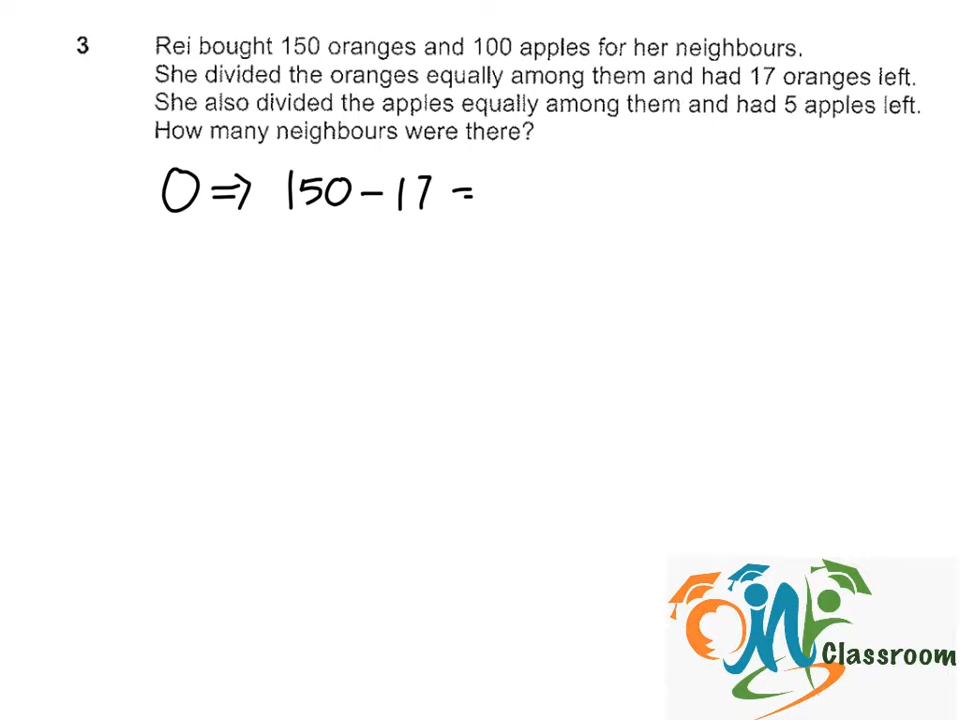 3 Rei bought 150 oranges and 100 apples for her neighbours.
She divided the oranges equally among them and had 17 oranges left.
She also divided the apples equally among them and had 5 apples left.
How many neighbours were there?
O ⇒ 150 - 17 =
One Classroom